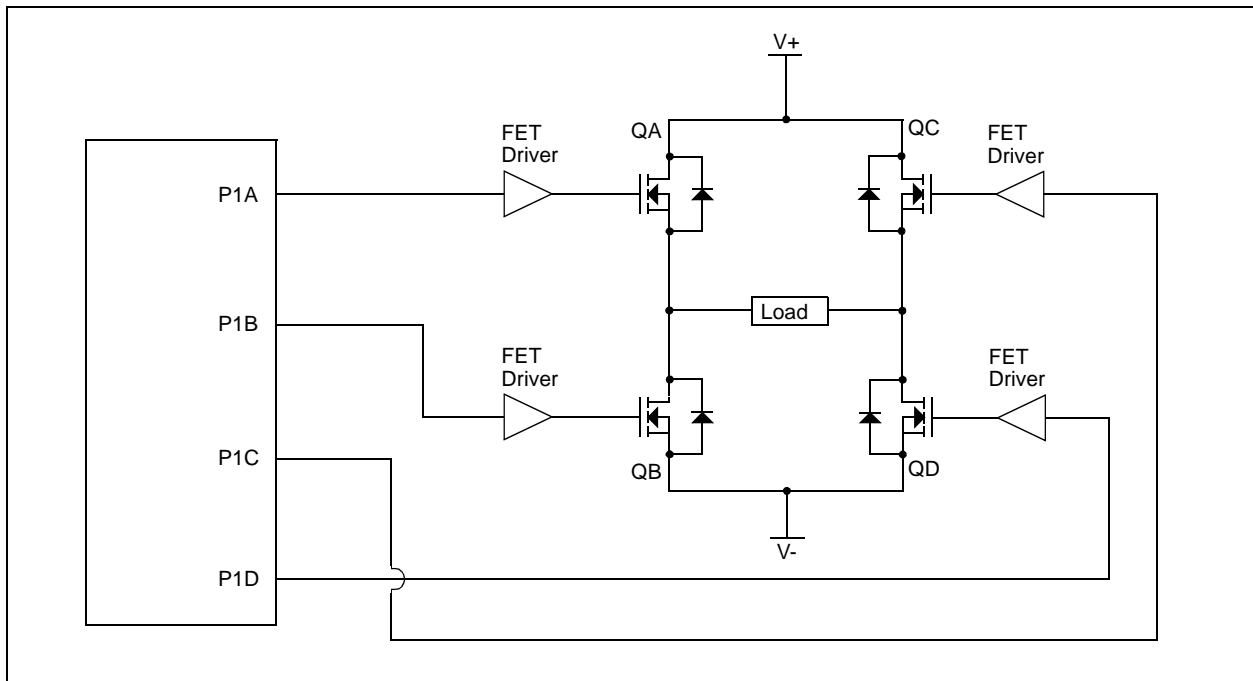 V+
FET
Driver
QA
QC
FET
Driver
P1A
P1B
Load
FET
Driver
FET
Driver
P1C
QB
QD
V-
P1D